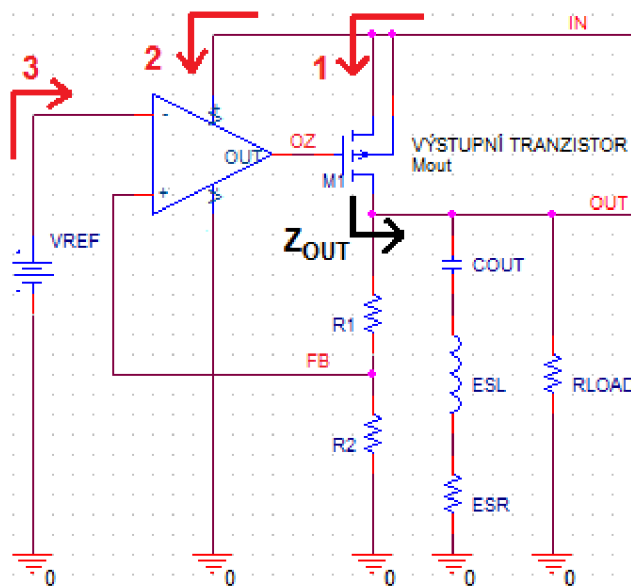 IN
1
2
3
-
+
OUT
OZ
M1
VÝSTUPNÍ TRANZISTOR
Mout
OUT
ZOUT
VREF
COUT
R1
FB
ESL
RLOAD
R2
ESR
0
0
0
0
0